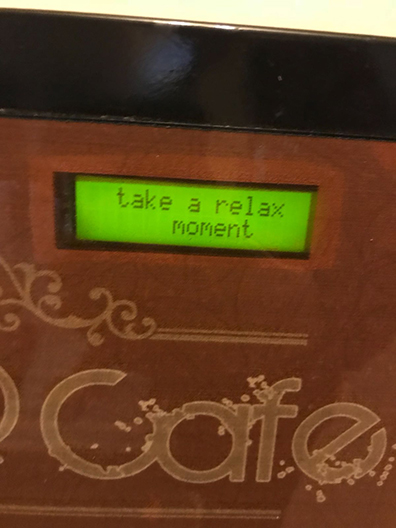 take a relax
moment
Cafe